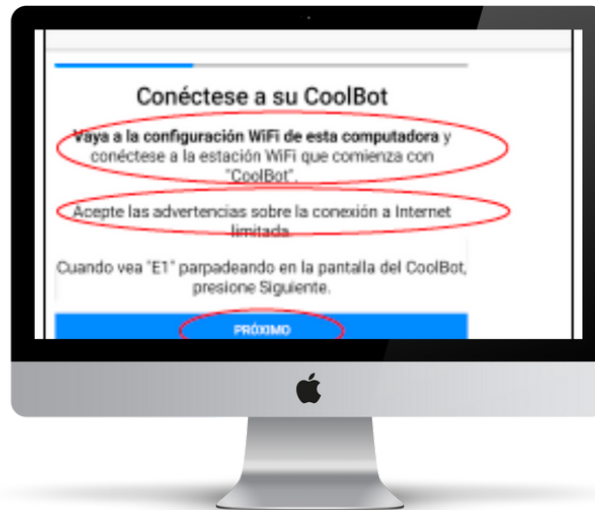 Conéctese a su CoolBot
Vaya a la configuración WiFi de esta computadora y
conéctese a la estación WiFi que comienza con
"CoolBot".
Acepte las advertencias sobre la conexión a Internet
limitada.
Cuando vea "E1" parpadeando en la pantalla del CoolBot,
presione Siguiente.
PRÓXIMO